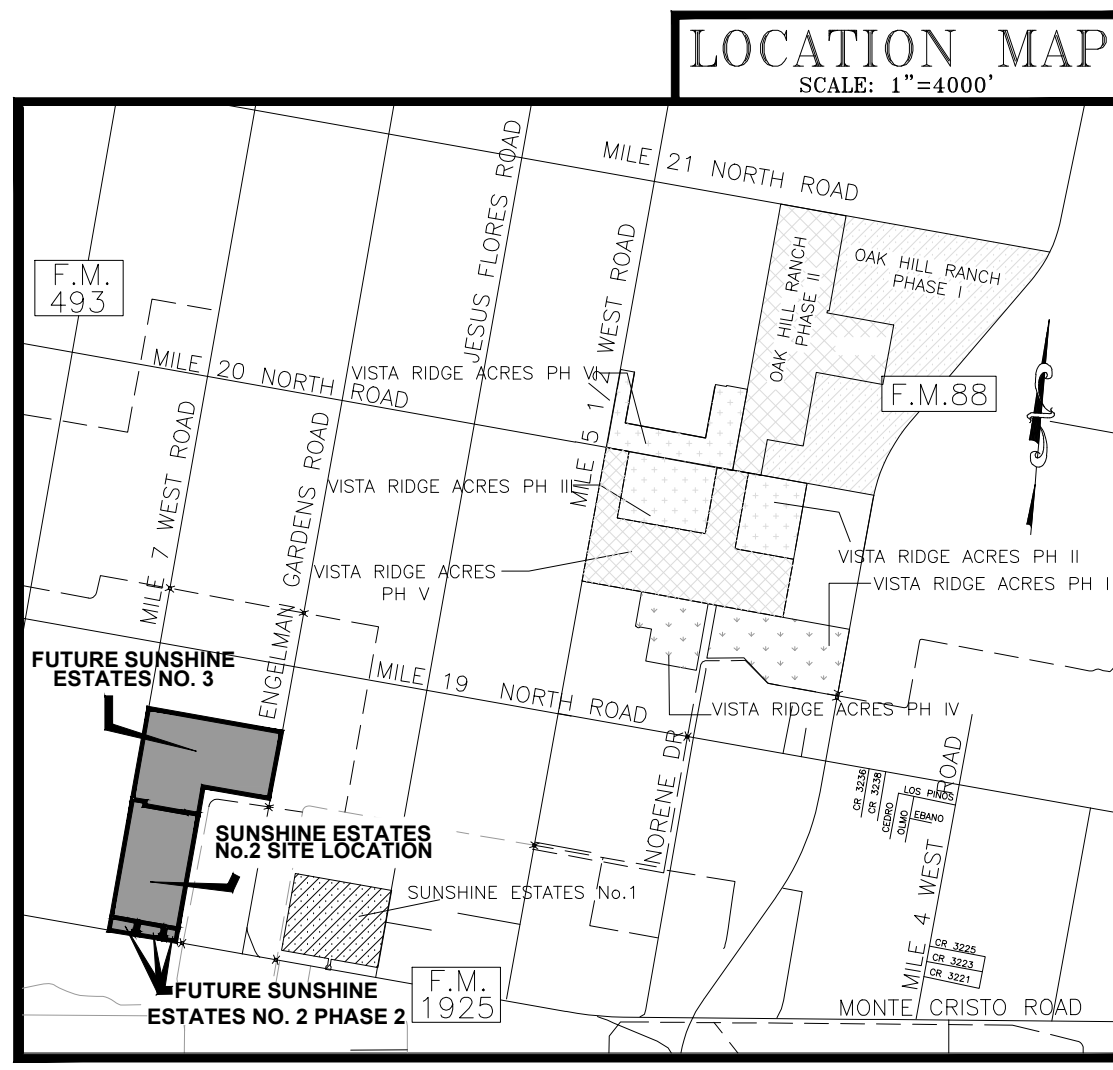 LOCATION MAP
SCALE: 1"=4000'
MILE 21 NORTH ROAD
JESUS FLORES ROAD
MILE 5 1/2 WEST ROAD
OAK HILL RANCH
PHASE II
OAK HILL RANCH
PHASE I
F.M.
493
MILE 20 NORTH ROAD
VISTA RIDGE ACRES PH VI
F.M.88
MILE 7 WEST ROAD
ENGELMAN GARDENS ROAD
VISTA RIDGE ACRES PH III
VISTA RIDGE ACRES PH II
VISTA RIDGE ACRES
PH V
VISTA RIDGE ACRES PH I
FUTURE SUNSHINE
ESTATES NO. 3
MILE 19 NORTH ROAD
VISTA RIDGE ACRES PH IV
NORENE DR
CR 3236
CR 3238
CEDRO
OLMO
LOS PINOS
EBANO
MILE 4 WEST ROAD
SUNSHINE ESTATES
No.2 SITE LOCATION
SUNSHINE ESTATES No.1
CR 3225
CR 3223
CR 3221
FUTURE SUNSHINE
ESTATES NO. 2 PHASE 2
F.M.
1925
MONTE CRISTO ROAD